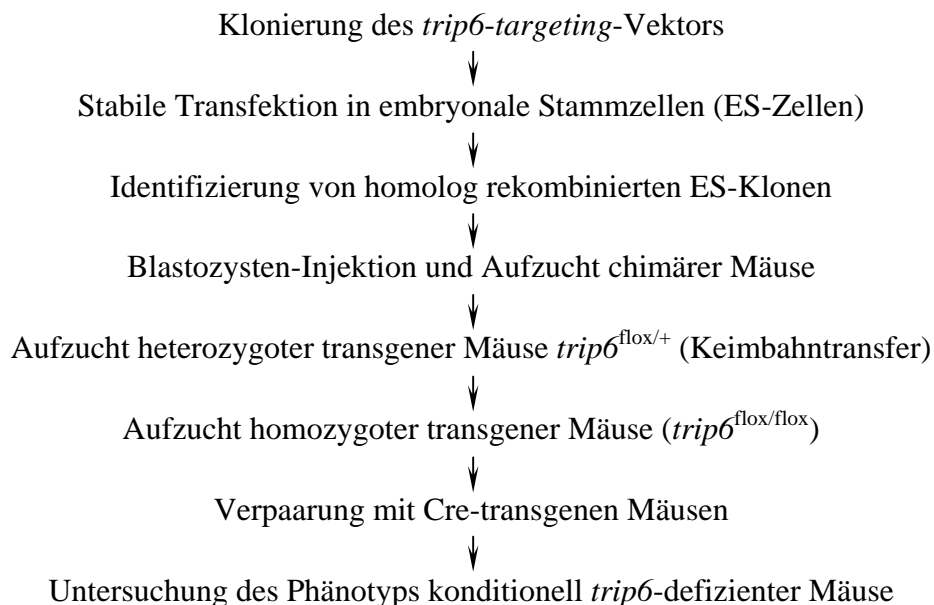 Klonierung des trip6-targeting-Vektors
Stabile Transfektion in embryonale Stammzellen (ES-Zellen)
Identifizierung von homolog rekombinierten ES-Klonen
Blastozysten-Injektion und Aufzucht chimärer Mäuse
Aufzucht heterozygoter transgener Mäuse trip6flox/+ (Keimbahntransfer)
Aufzucht homozygoter transgener Mäuse (trip6flox/flox)
Verpaarung mit Cre-transgenen Mäusen
Untersuchung des Phänotyps konditionell trip6-defizienter Mäuse